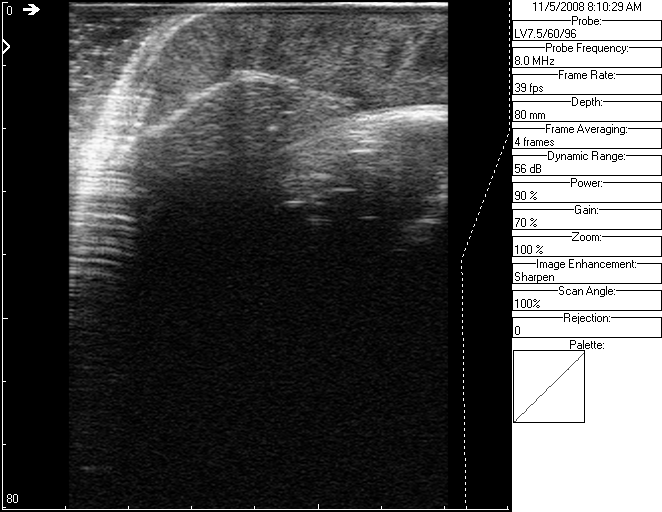 0
80
11/5/2008 8:10:29 AM
Probe:
LV7.5/60/96
Probe Frequency:
8.0 MHz
Frame Rate:
39 fps
Depth:
80 mm
Frame Averaging:
4 frames
Dynamic Range:
56 dB
Power:
90 %
Gain:
70 %
Zoom:
100 %
Image Enhancement:
Sharpen
Scan Angle:
100%
Rejection:
0
Palette: